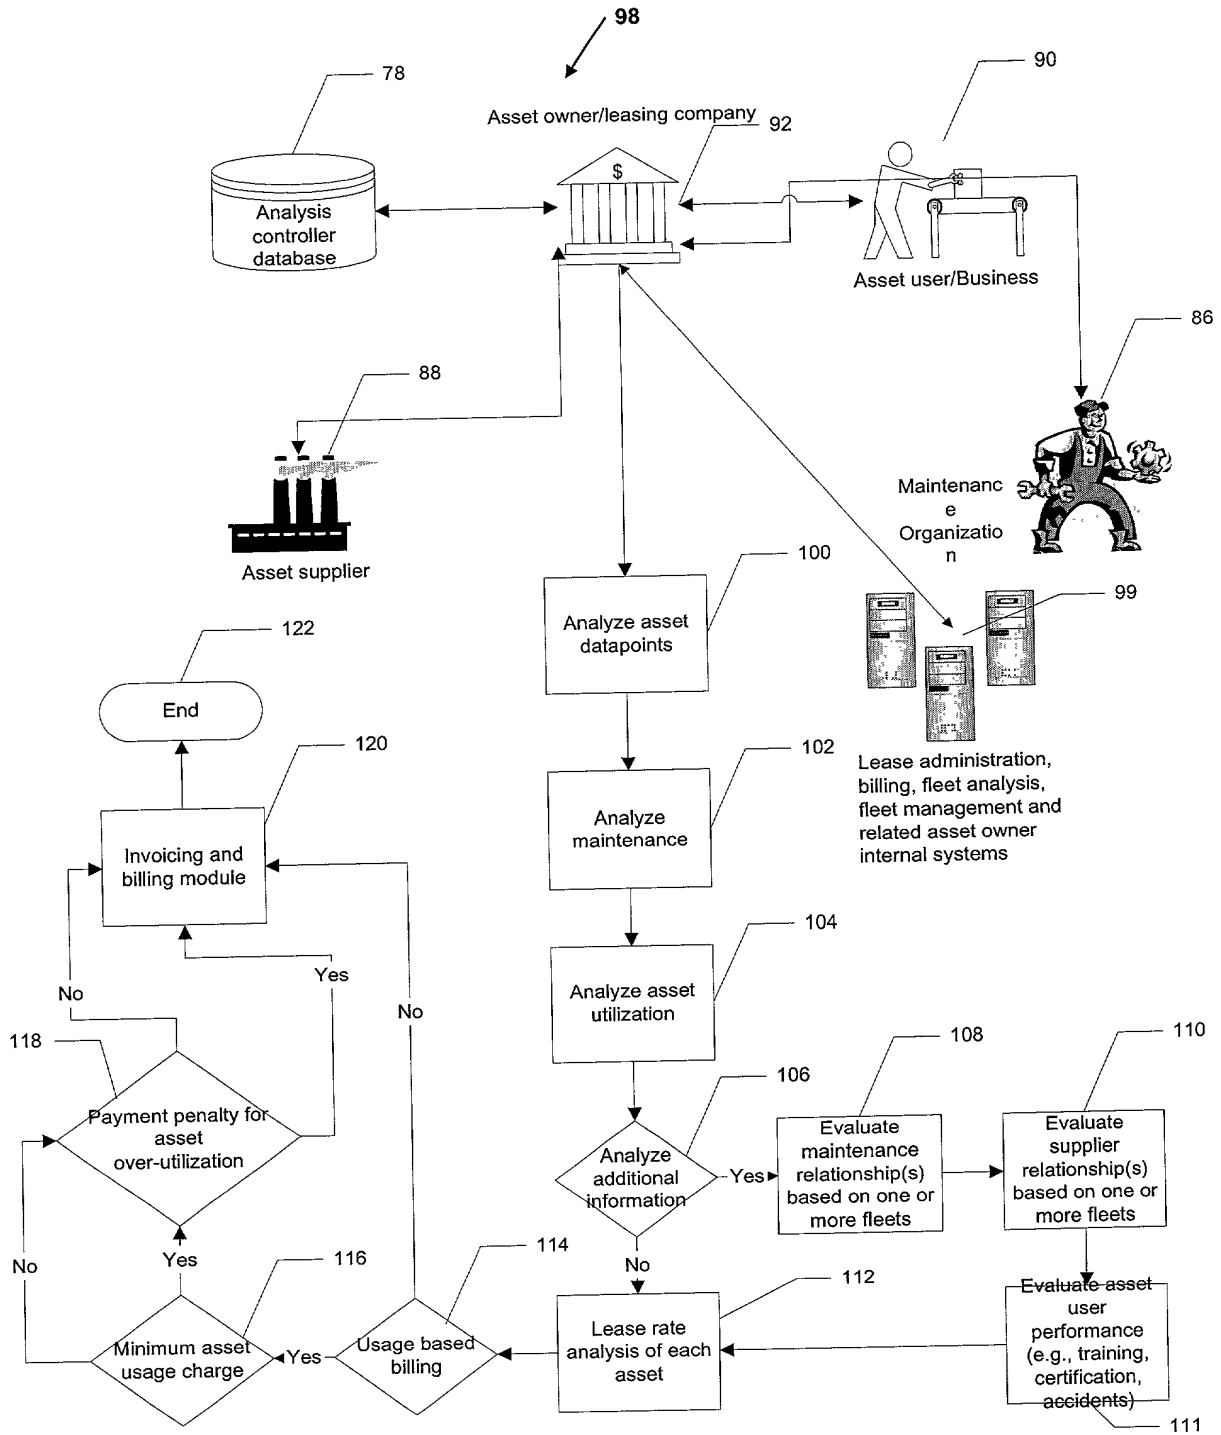 98
78
90
Asset owner/leasing company
92
$
Analysis
controller
database
Asset user/Business
86
88
Maintenanc
e
Organizatio
n
Asset supplier
100
99
Analyze asset
datapoints
122
End
120
102
Lease administration,
billing, fleet analysis,
fleet management and
related asset owner
internal systems
Analyze
maintenance
Invoicing and
billing module
104
Analyze asset
utilization
Yes
No
No
118
108
110
106
Payment penalty for
asset
over-utilization
Analyze
additional
information
Yes
Evaluate
maintenance
relationship(s)
based on one or
more fleets
Evaluate
supplier
relationship(s)
based on one or
more fleets
No
Yes
116
114
No
112
Minimum asset
usage charge
Yes
Usage based
billing
Lease rate
analysis of each
asset
Evaluate asset
user
performance
(e.g., training,
certification,
accidents)
111